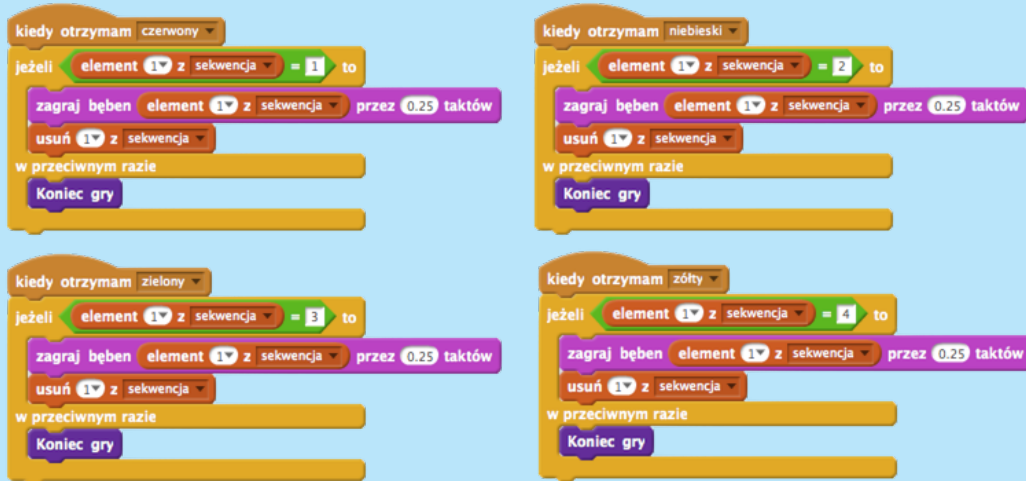 kiedy otrzymam czerwony
jeżeli element 1 z sekwencja = 1 to
zagraj bęben element 1 z sekwencja przez 0.25 taktów
usuń 1 z sekwencja
w przeciwnym razie
Koniec gry
kiedy otrzymam niebieski
jeżeli element 1 z sekwencja = 2 to
zagraj bęben element 1 z sekwencja przez 0.25 taktów
usuń 1 z sekwencja
w przeciwnym razie
Koniec gry
kiedy otrzymam zielony
jeżeli element 1 z sekwencja = 3 to
zagraj bęben element 1 z sekwencja przez 0.25 taktów
usuń 1 z sekwencja
w przeciwnym razie
Koniec gry
kiedy otrzymam zółty
jeżeli element 1 z sekwencja = 4 to
zagraj bęben element 1 z sekwencja przez 0.25 taktów
usuń 1 z sekwencja
w przeciwnym razie
Koniec gry